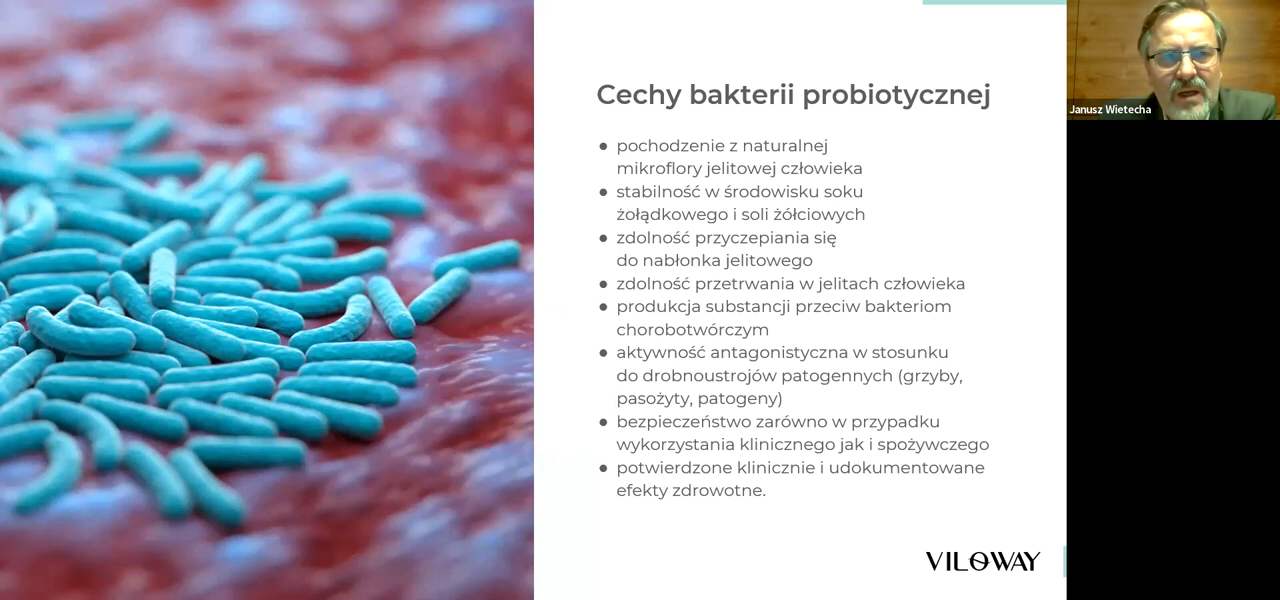 Cechy bakterii probiotycznej
● pochodzenie z naturalnej
mikroflory jelitowej człowieka
● stabilność w środowisku soku
żołądkowego i soli żółciowych
● zdolność przyczepiania się
do nabłonka jelitowego
● zdolność przetrwania w jelitach człowieka
● produkcja substancji przeciw bakteriom
chorobotwórczym
● aktywność antagonistyczna w stosunku
do drobnoustrojów patogennych (grzyby,
pasożyty, patogeny)
● bezpieczeństwo zarówno w przypadku
wykorzystania klinicznego jak i spożywczego
● potwierdzone klinicznie i udokumentowane
efekty zdrowotne.
VILOWAY
Janusz Wietecha